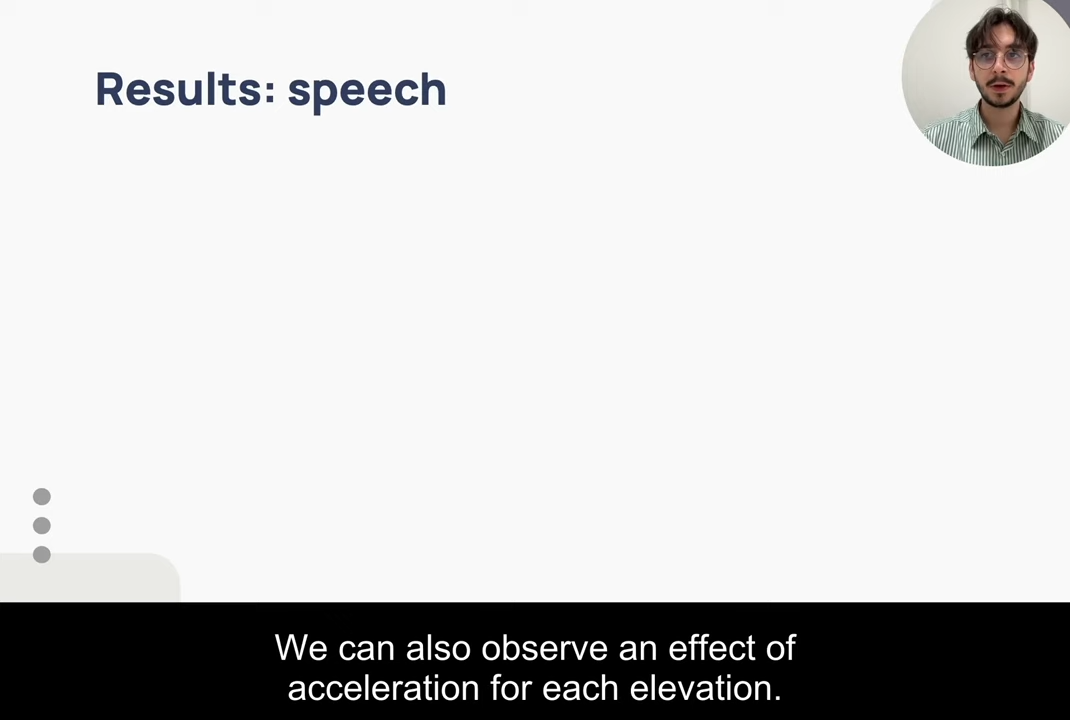 Results: speech
We can also observe an effect of
acceleration for each elevation.